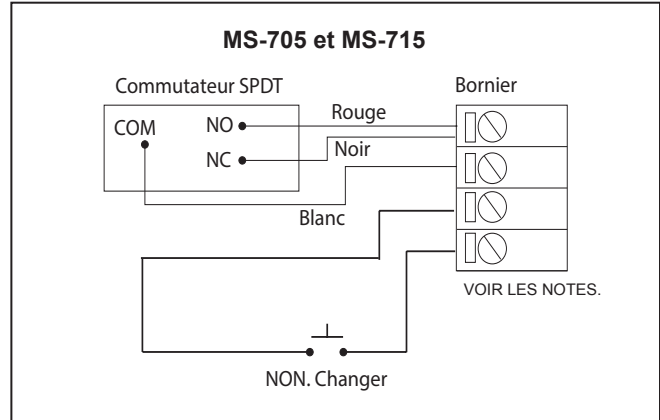 MS-705 et MS-715
Commutateur SPDT
Bornier
COM
NO
Rouge
NC
Noir
Blanc
VOIR LES NOTES.
NON. Changer